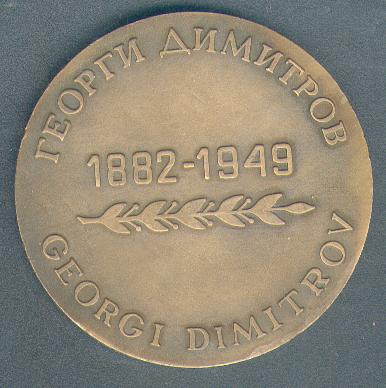 ГЕОРГИ ДИМИТРОВ
1882-1949
GEORGI DIMITROV